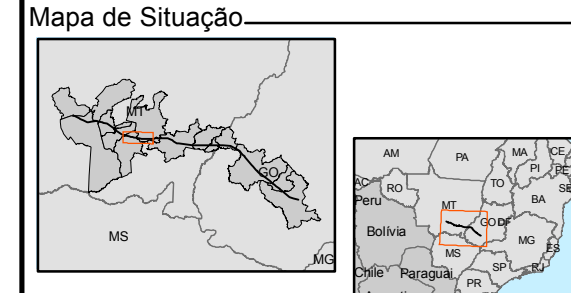 Mapa de Situação
MT
GO
MS
MG
AM
PA
MA
CE
AC
RO
TO
PI
PE
SE
Peru
MT
BA
Bolívia
GO
DF
MS
MG
ES
Chile
Paraguai
SP
RJ
PR